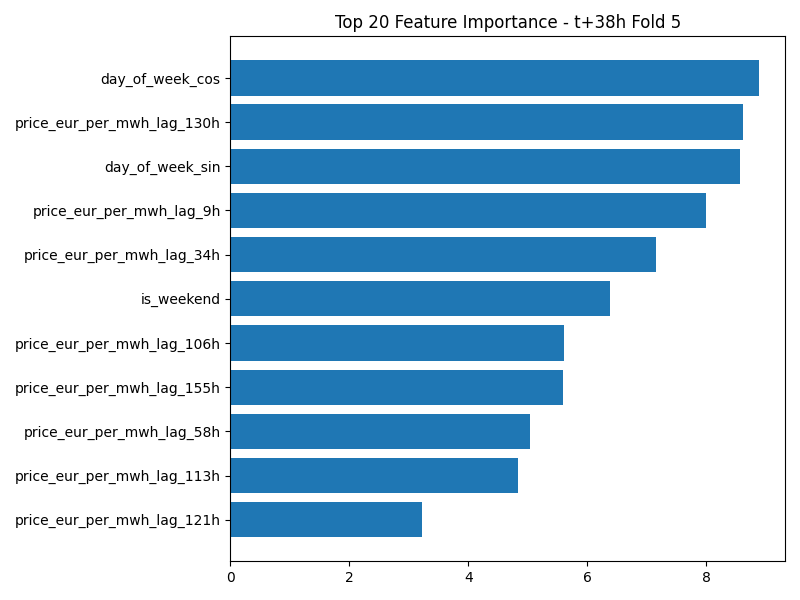 Top 20 Feature Importance - t+38h Fold 5
day_of_week_cos
price_eur_per_mwh_lag_130h
day_of_week_sin
price_eur_per_mwh_lag_9h
price_eur_per_mwh_lag_34h
is_weekend
price_eur_per_mwh_lag_106h
price_eur_per_mwh_lag_155h
price_eur_per_mwh_lag_58h
price_eur_per_mwh_lag_113h
price_eur_per_mwh_lag_121h
0 2 4 6 8